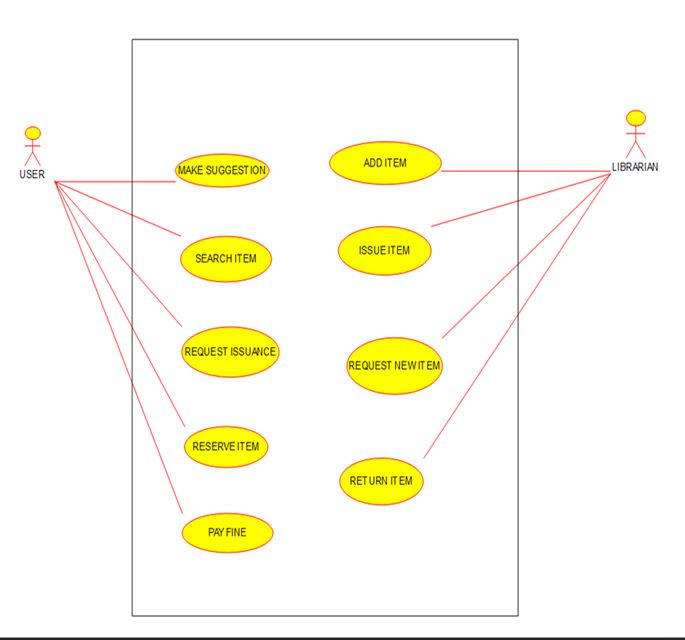 USER
LIBRARIAN
MAKE SUGGESTION
ADD ITEM
SEARCH ITEM
ISSUE ITEM
REQUEST ISSUANCE
REQUEST NEW ITEM
RESERVE ITEM
RETURN ITEM
PAY FINE